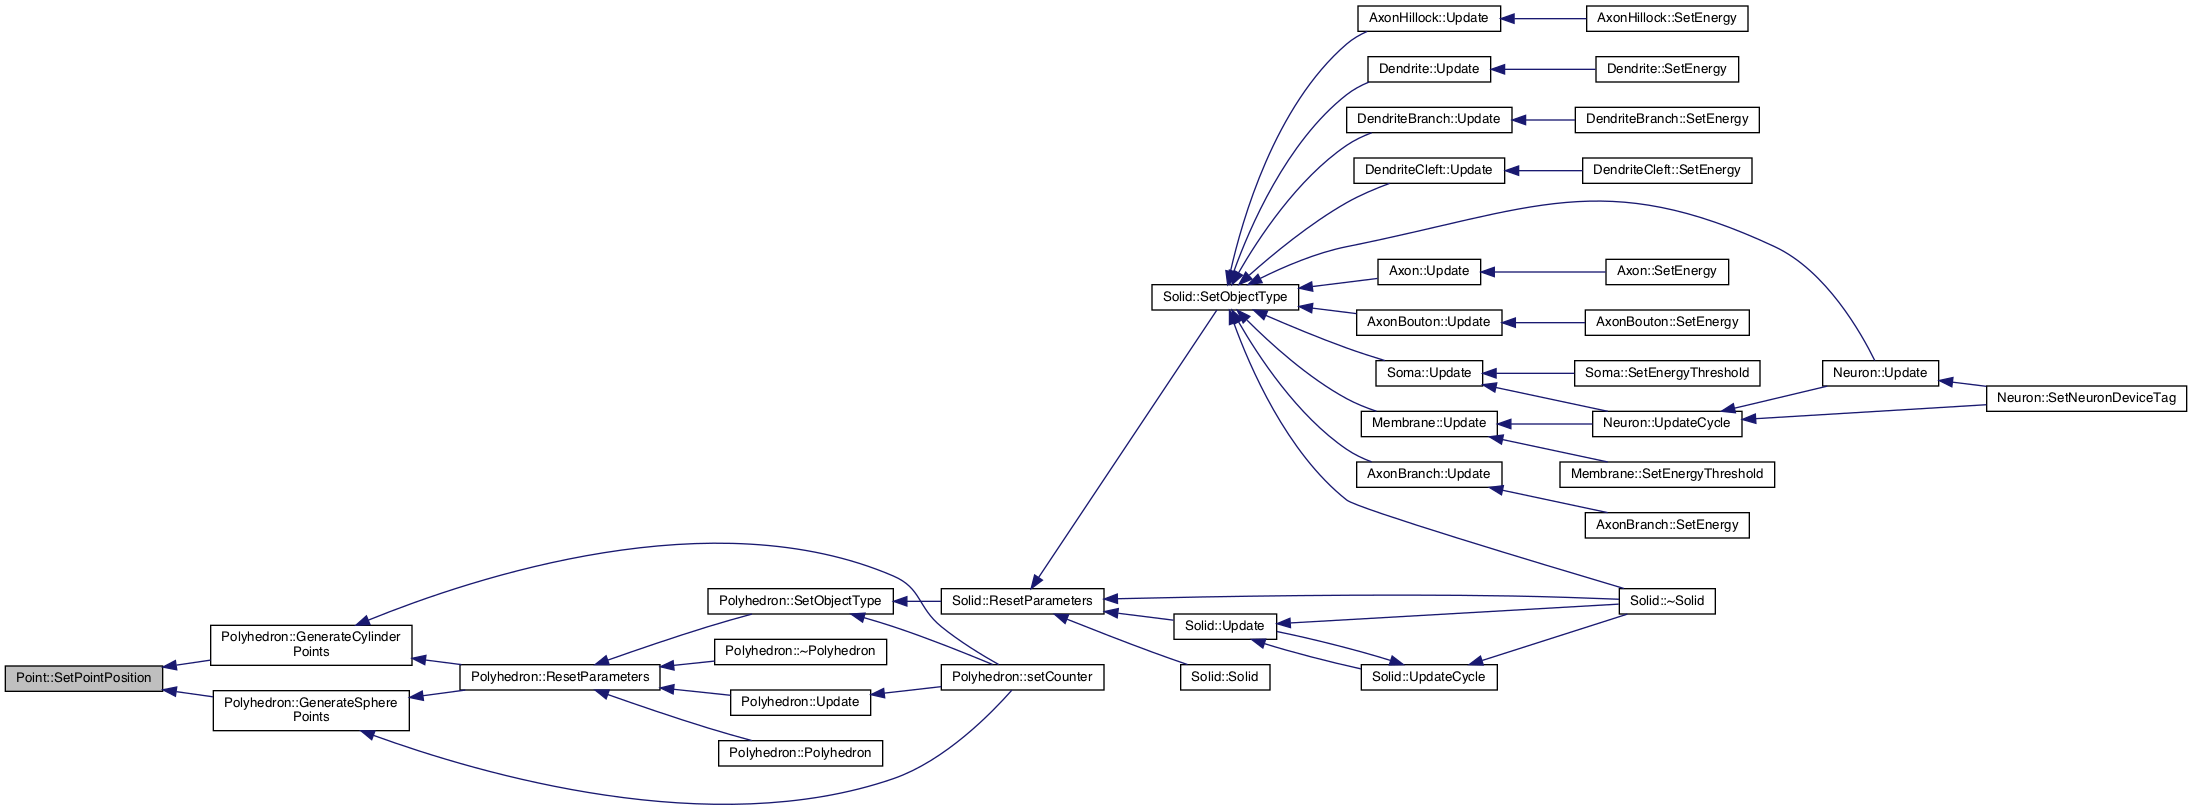 AxonHillock::Update
AxonHillock::SetEnergy
Dendrite::Update
Dendrite::SetEnergy
DendriteBranch::Update
DendriteBranch::SetEnergy
DendriteCleft::Update
DendriteCleft::SetEnergy
Axon::Update
Axon::SetEnergy
Solid::SetObjectType
AxonBouton::Update
AxonBouton::SetEnergy
Soma::Update
Soma::SetEnergyThreshold
Neuron::Update
Neuron::SetNeuronDeviceTag
Membrane::Update
Neuron::UpdateCycle
AxonBranch::Update
Membrane::SetEnergyThreshold
AxonBranch::SetEnergy
Polyhedron::SetObjectType
Solid::ResetParameters
Solid::~Solid
Solid::Update
Polyhedron::GenerateCylinder
Points
Polyhedron::~Polyhedron
Point::SetPointPosition
Polyhedron::ResetParameters
Polyhedron::setCounter
Solid::Solid
Solid::UpdateCycle
Polyhedron::GenerateSphere
Points
Polyhedron::Update
Polyhedron::Polyhedron